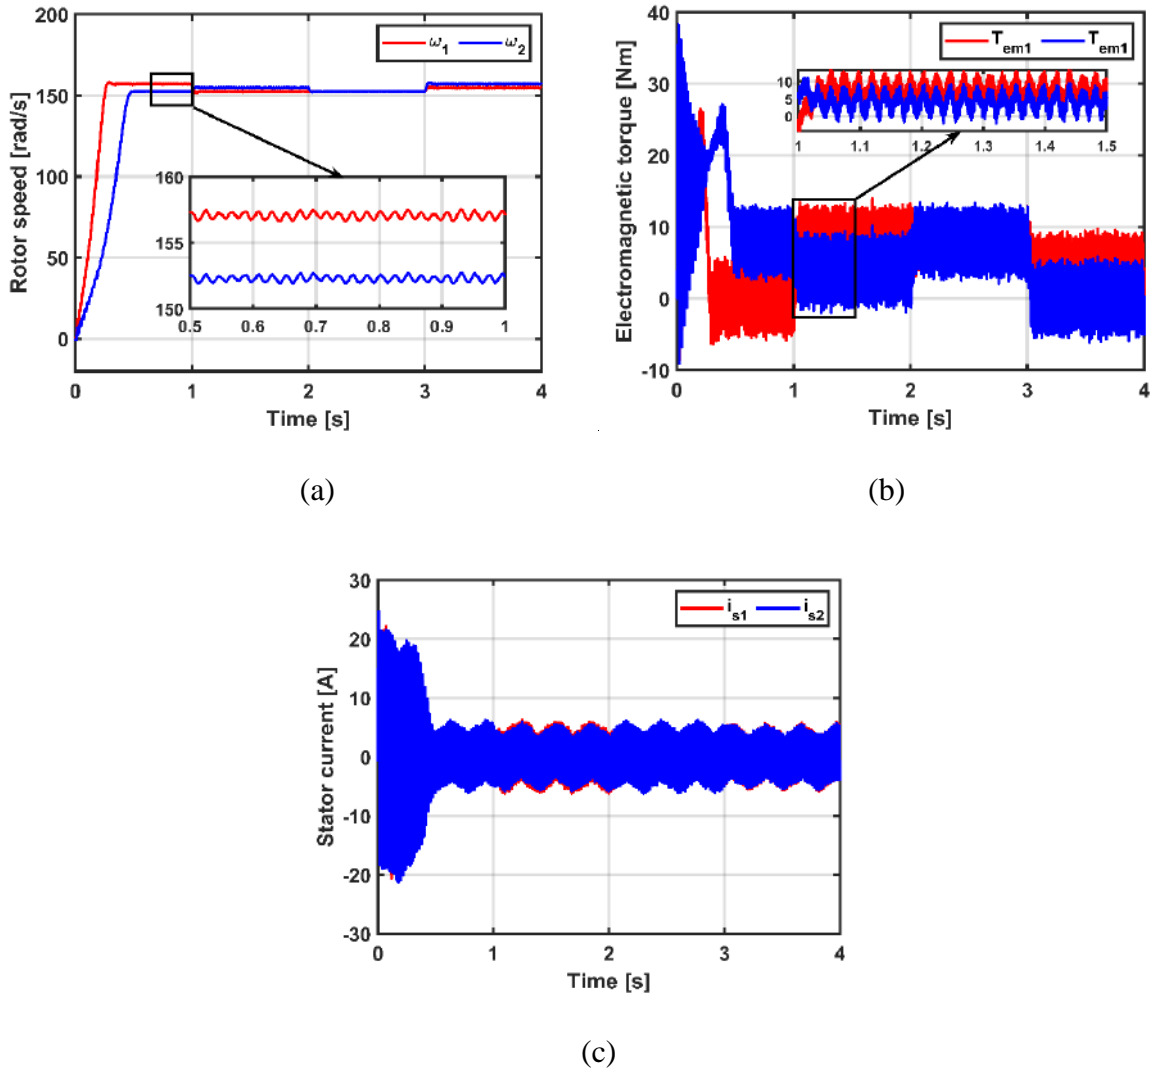 200
150
100
50
0
Rotor speed [rad/s]
ω1 ω2
160
155
150
0.5 0.6 0.7 0.8 0.9 1
0 1 2 3 4
Time [s]
(a)
40
30
20
10
0
-10
Electromagnetic torque [Nm]
Tem1 Tem1
10
5
0
1 1.1 1.2 1.3 1.4 1.5
0 1 2 3 4
Time [s]
(b)
30
20
10
0
-10
-20
-30
Stator current [A]
is1 is2
0 1 2 3 4
Time [s]
(c)